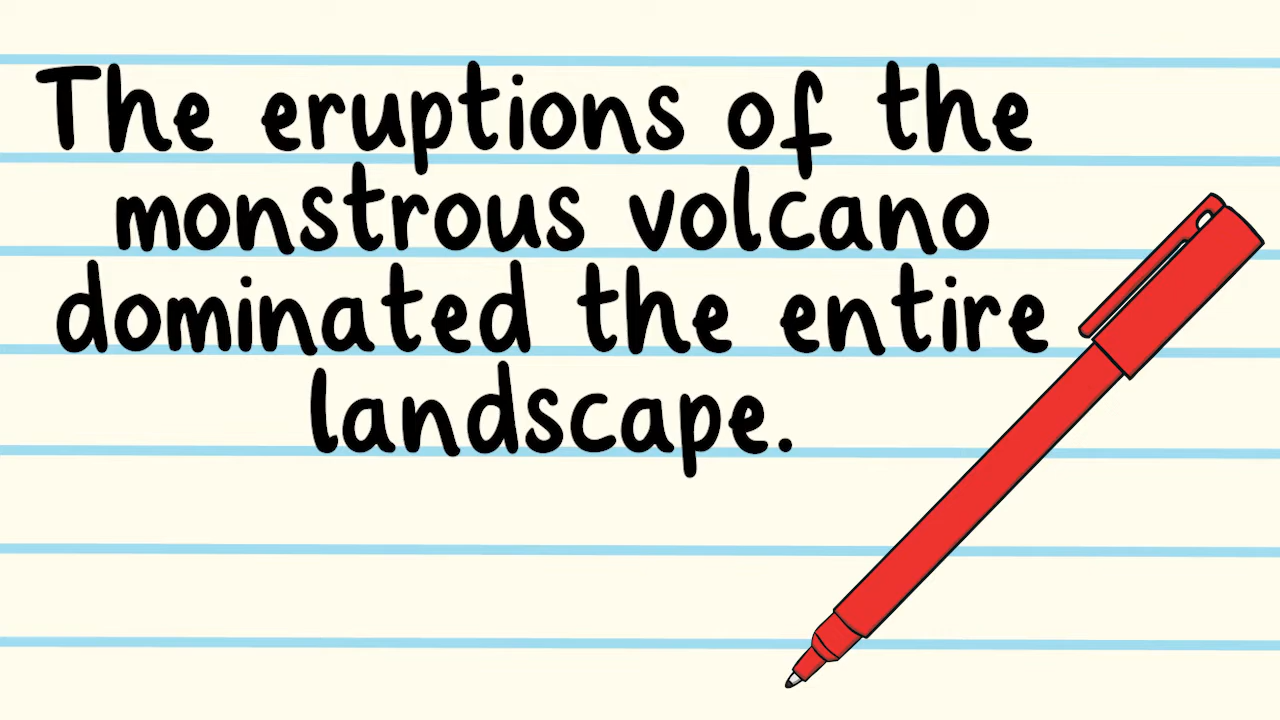 The eruptions of the
monstrous volcano
dominated the entire
landscape.